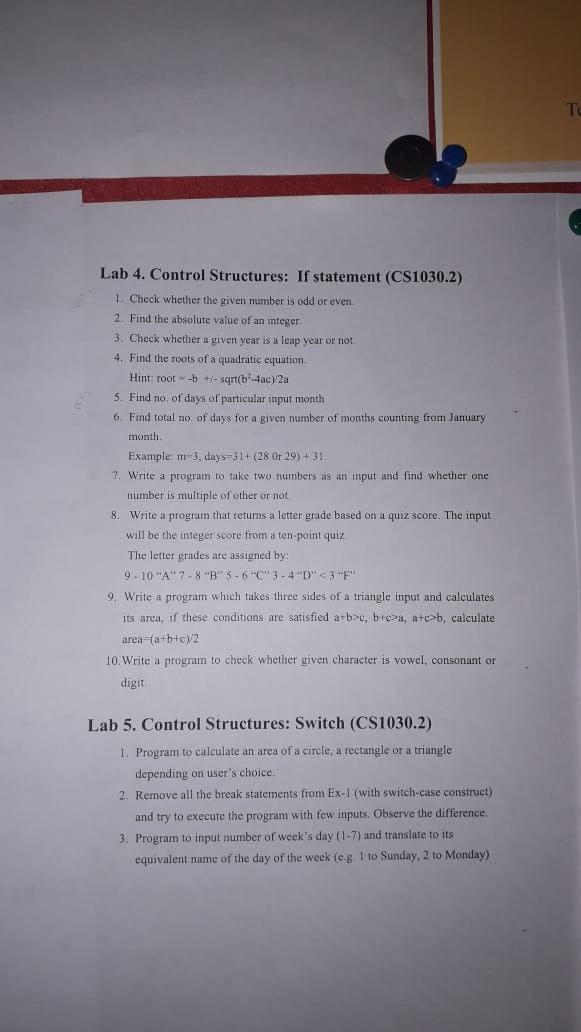 Te
Lab 4. Control Structures: If statement (CS1030.2)
1. Check whether the given number is odd or even.
2. Find the absolute value of an integer.
3. Check whether a given year is a leap year or not.
4. Find the roots of a quadratic equation.
Hint: root = -b +/- sqrt(b²-4ac)/2a
5. Find no. of days of particular input month
6. Find total no. of days for a given number of months counting from January
month.
Example: m=3, days=31+ (28 0r 29) + 31.
7. Write a program to take two numbers as an input and find whether one
number is multiple of other or not.
8. Write a program that returns a letter grade based on a quiz score. The input
will be the integer score from a ten-point quiz.
The letter grades are assigned by:
9 - 10 “A” 7 - 8 “B” 5 - 6 “C” 3 - 4 “D” < 3 “F”
9. Write a program which takes three sides of a triangle input and calculates
its area, if these conditions are satisfied a+b>c, b+c>a, a+c>b, calculate
area=(a+b+c)/2
10. Write a program to check whether given character is vowel, consonant or
digit.
Lab 5. Control Structures: Switch (CS1030.2)
1. Program to calculate an area of a circle, a rectangle or a triangle
depending on user’s choice.
2. Remove all the break statements from Ex-1 (with switch-case construct)
and try to execute the program with few inputs. Observe the difference.
3. Program to input number of week’s day (1-7) and translate to its
equivalent name of the day of the week (e.g. 1 to Sunday, 2 to Monday)